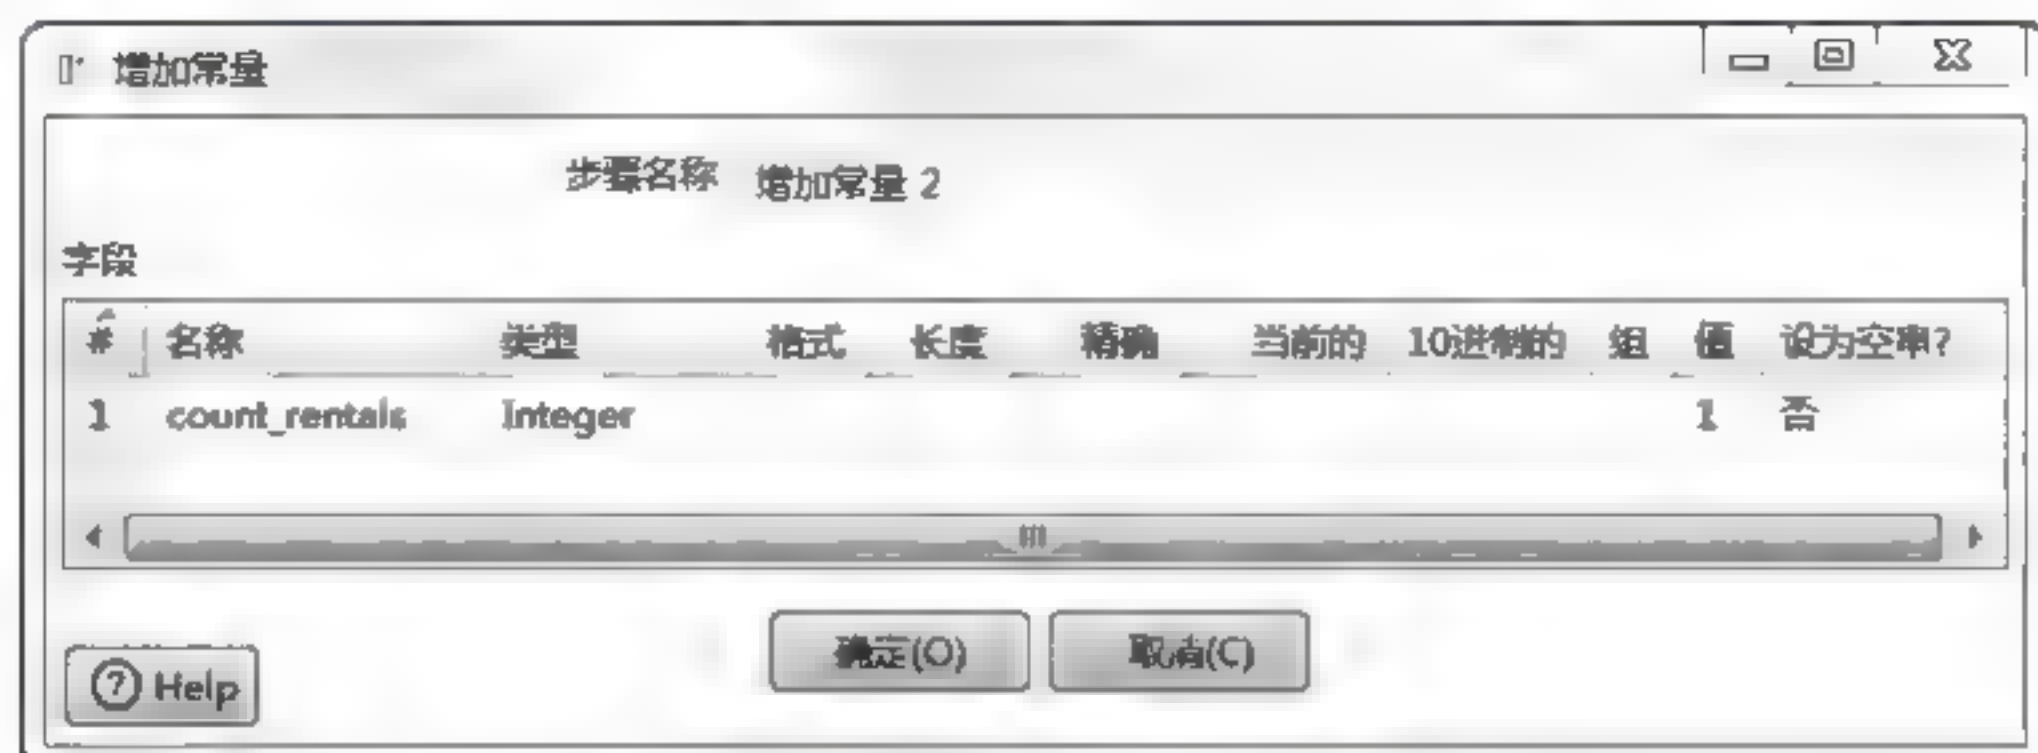 增加常量
步骤名称 增加常量 2
字段
# 名称 类型 格式 长度 精确 当前的 10进制的 组 值 设为空串?
1 count_rentals Integer 1 否
确定(O) 取消(C)
Help